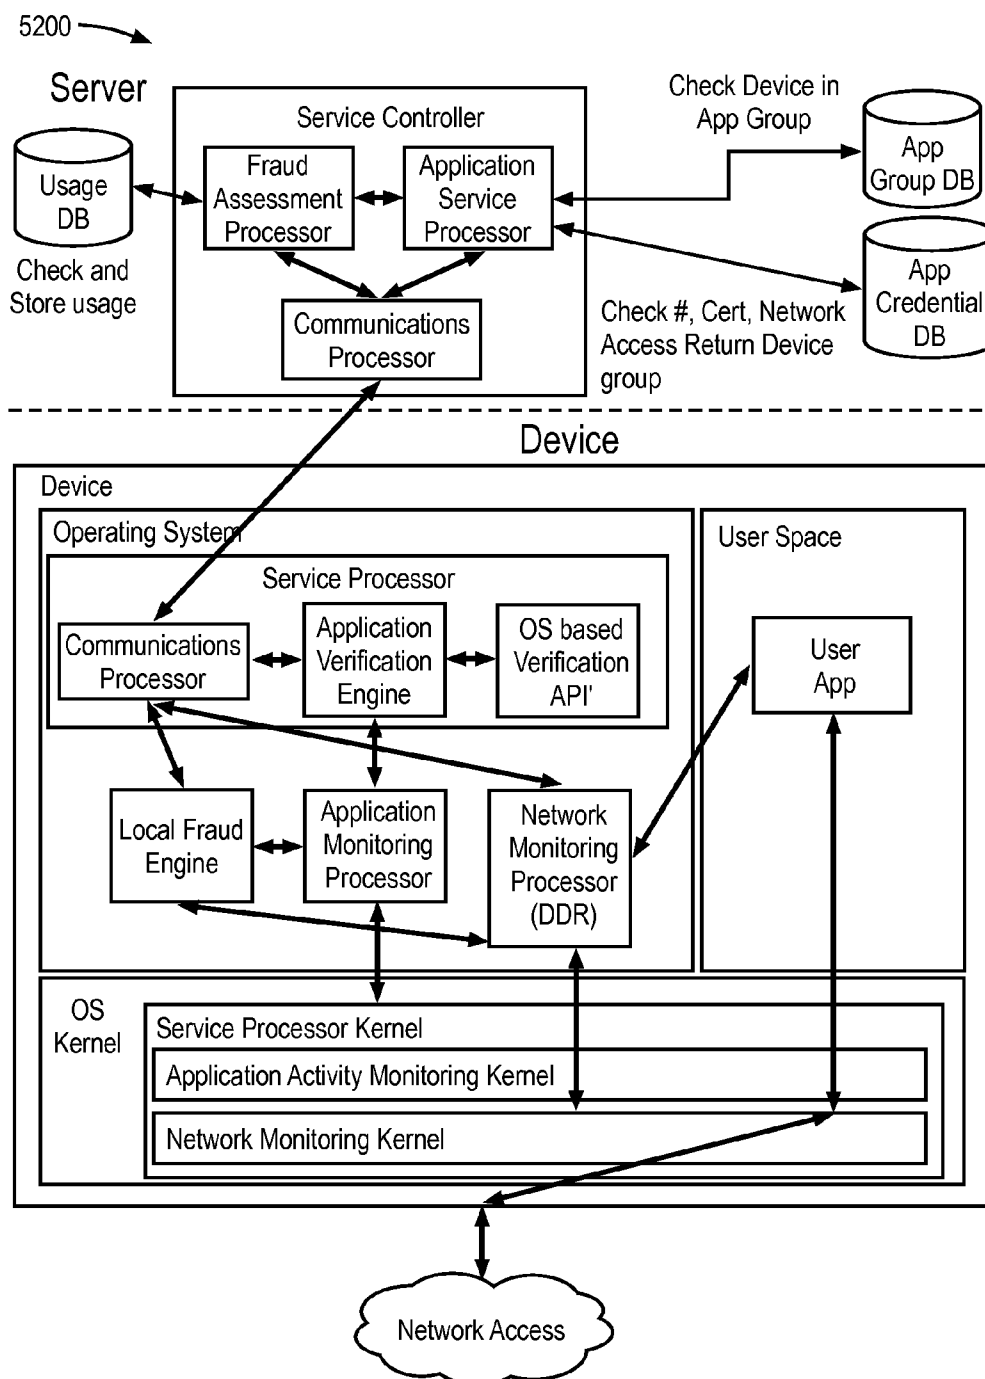 5200
Server
Service Controller
Check Device in
App Group
Usage
DB
Fraud
Assessment
Processor
Application
Service
Processor
App
Group DB
Check and
Store usage
Communications
Processor
Check #, Cert, Network
Access Return Device
group
App
Credential
DB
Device
Device
Operating System
User Space
Service Processor
Communications
Processor
Application
Verification
Engine
OS based
Verification
API'
User
App
Local Fraud
Engine
Application
Monitoring
Processor
Network
Monitoring
Processor
(DDR)
OS
Kernel
Service Processor Kernel
Application Activity Monitoring Kernel
Network Monitoring Kernel
Network Access